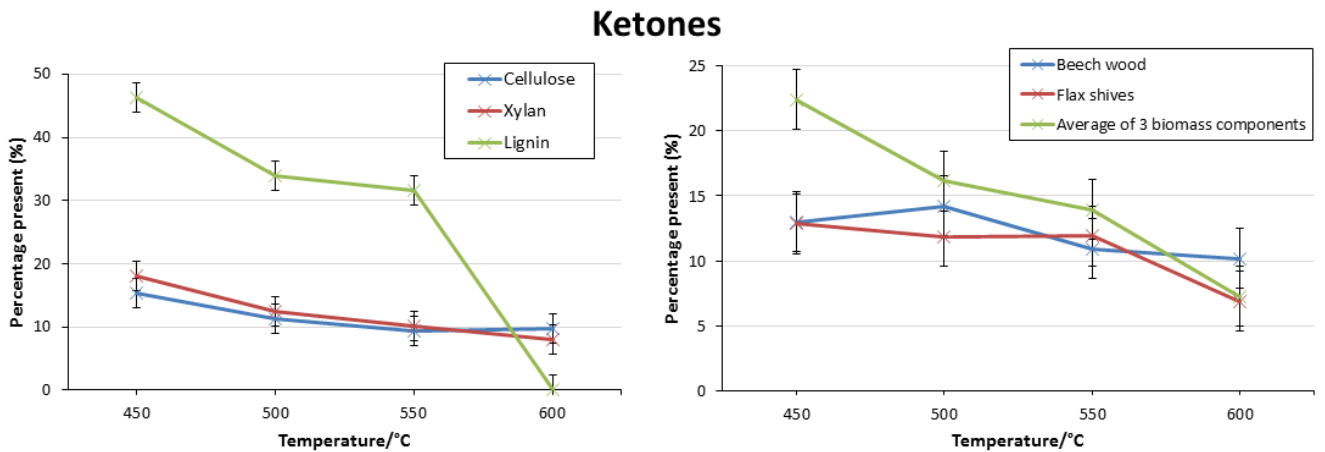 Ketones
Percentage present (%)
50
40
30
20
10
0
450
500
550
600
Temperature/°C
Cellulose
Xylan
Lignin
Percentage present (%)
25
20
15
10
5
0
450
500
550
600
Temperature/°C
Beech wood
Flax shives
Average of 3 biomass components